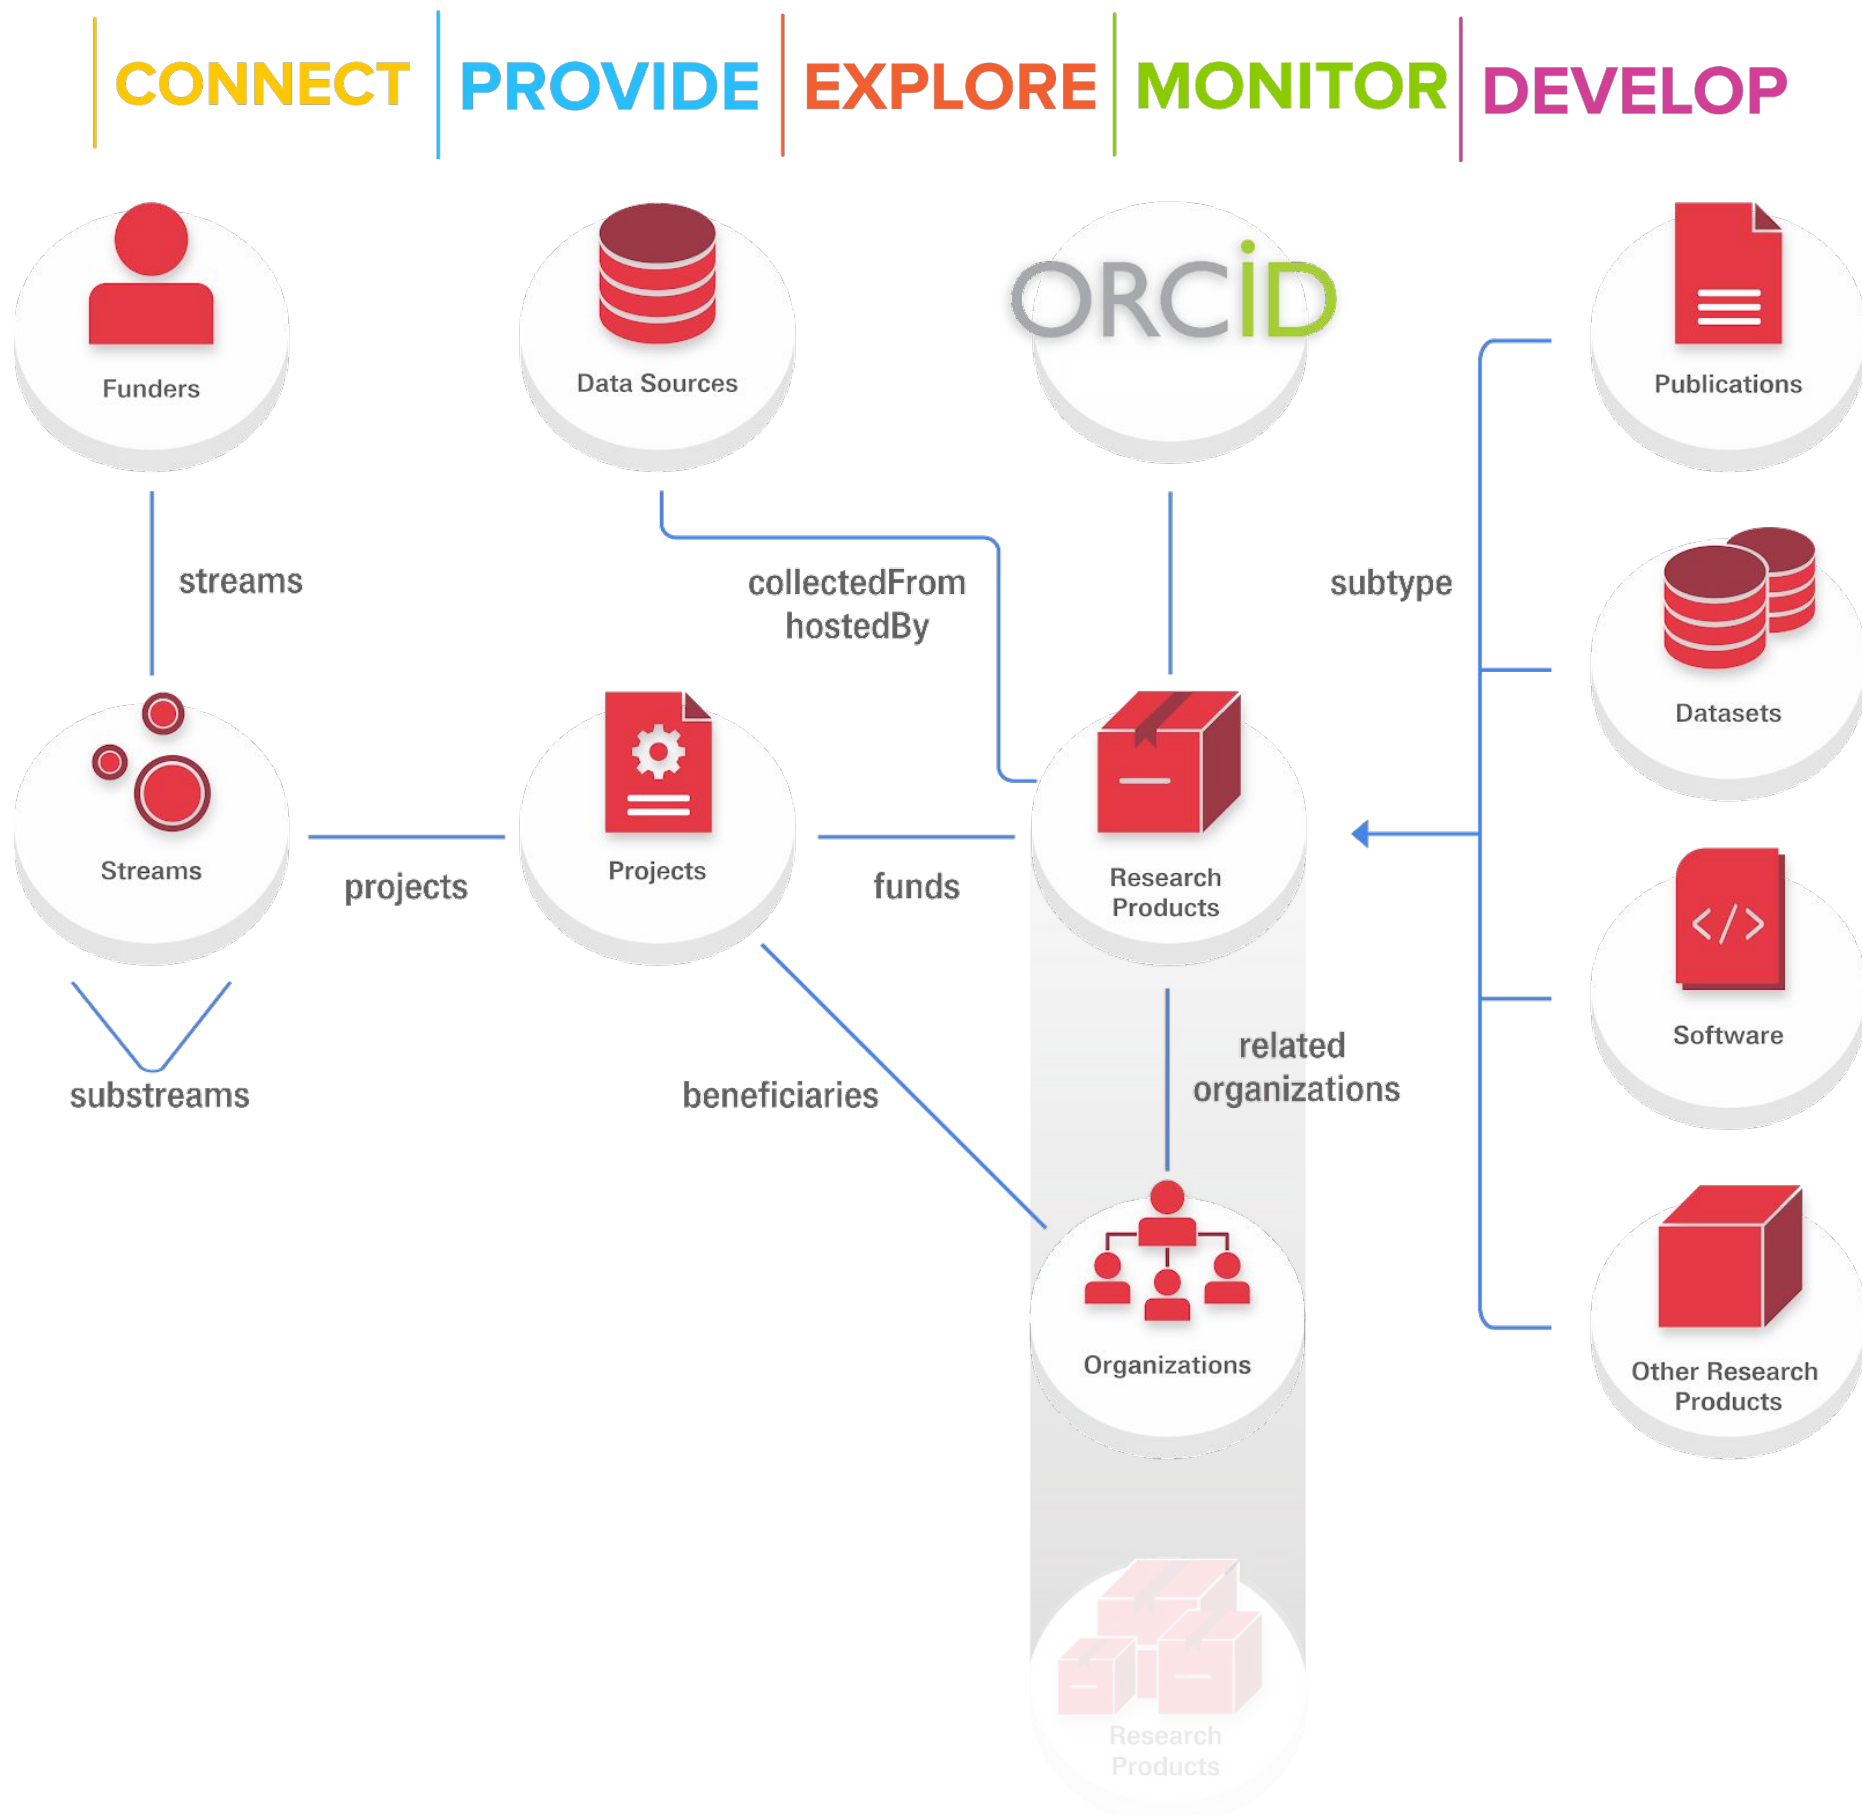 CONNECT
PROVIDE
EXPLORE
MONITOR
DEVELOP
Funders
Data Sources
ORCiD
Publications
streams
collectedFrom
hostedBy
subtype
Datasets
Streams
projects
Projects
funds
Research
Products
Software
substreams
beneficiaries
related
organizations
Organizations
Other Research
Products
Research
Products